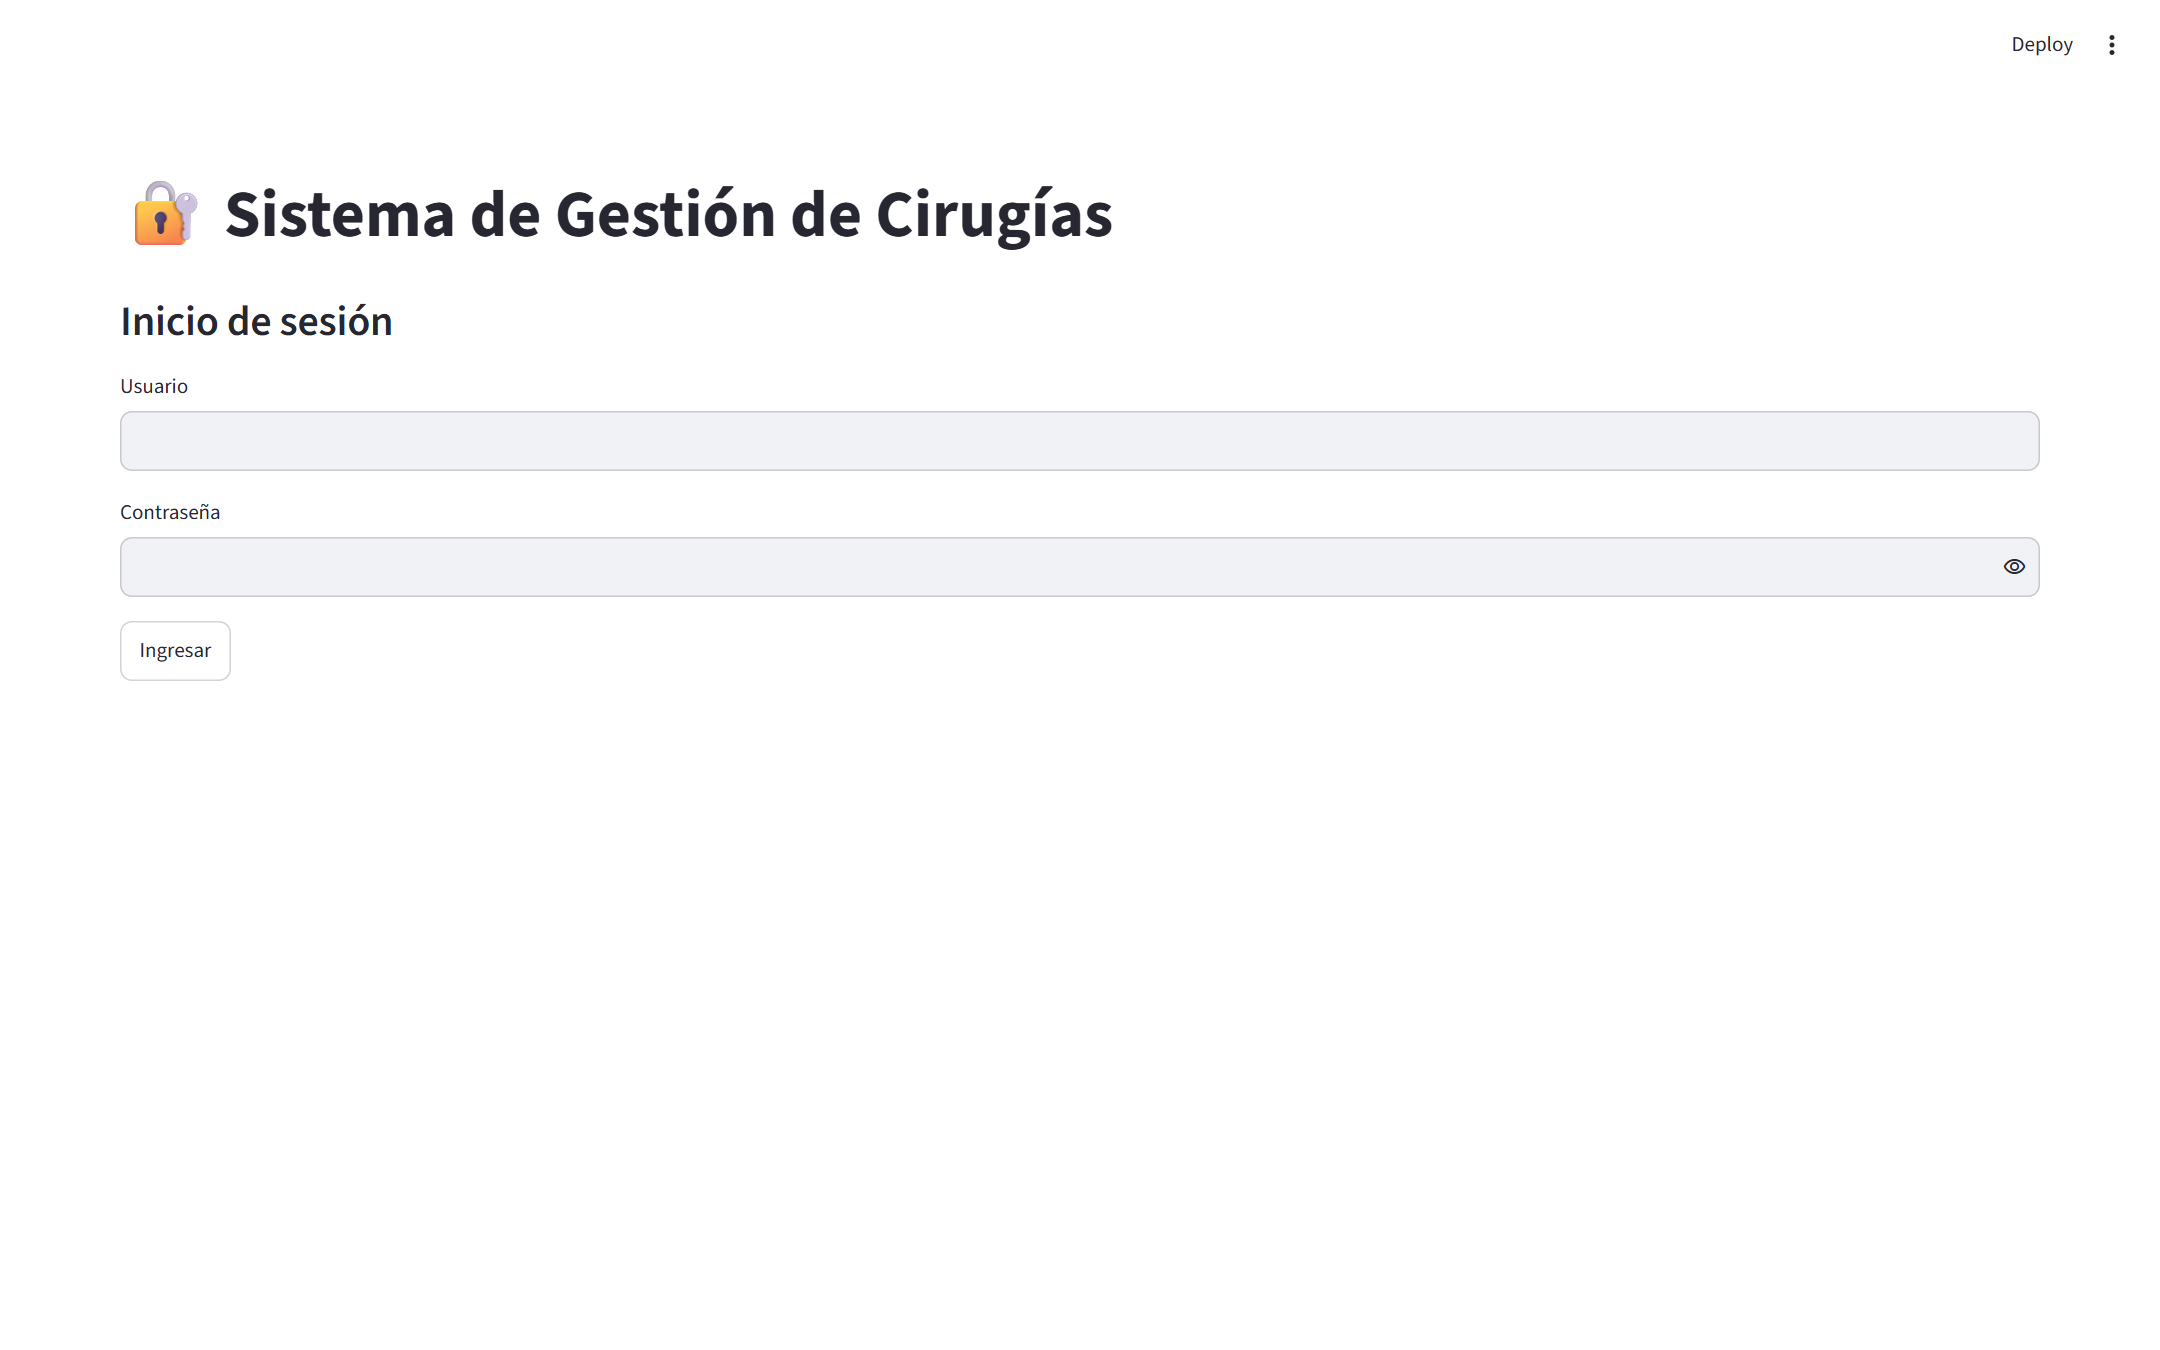 Deploy
Sistema de Gestión de Cirugías
Inicio de sesión
Usuario
Contraseña
Ingresar